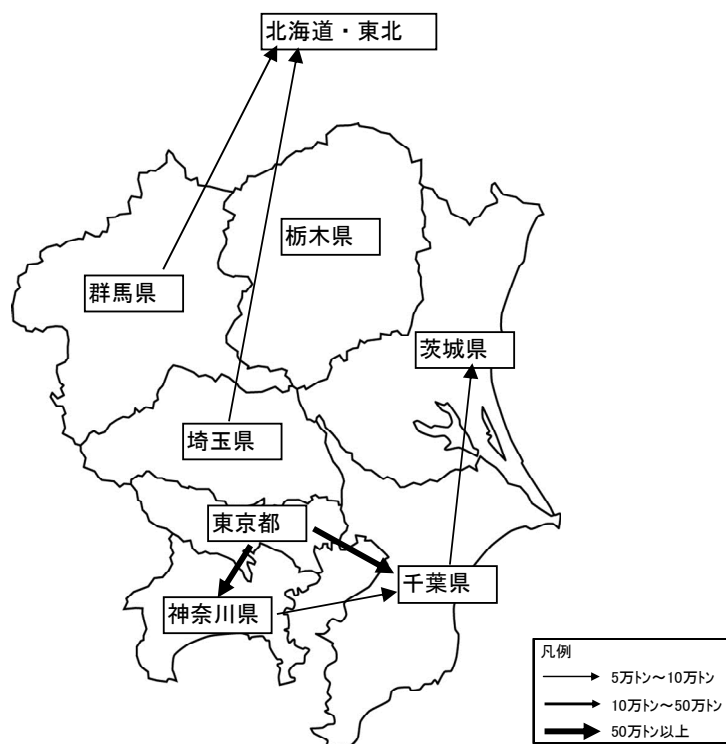 北海道・東北
栃木県
群馬県
茨城県
埼玉県
東京都
千葉県
神奈川県
凡例
5万トン～10万トン
10万トン～50万トン
50万トン以上